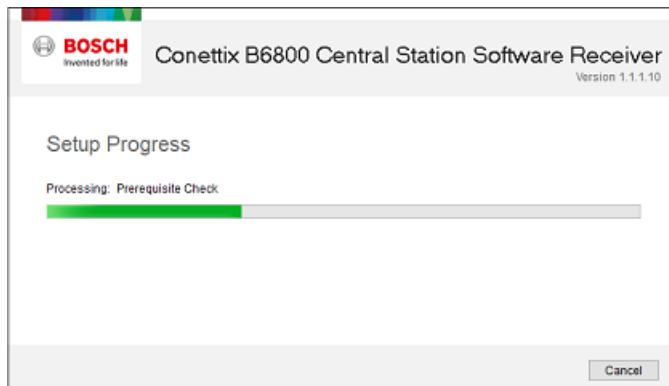 BOSCH
Invented for life
Conettix B6800 Central Station Software Receiver
Version 1.1.1.10
Setup Progress
Processing: Prerequisite Check
Cancel